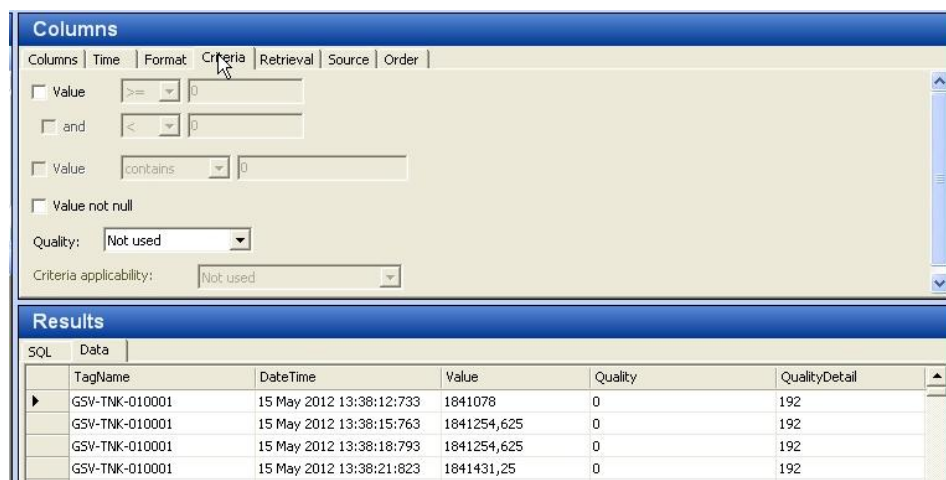 Columns
Columns Time Format Criteria Retrieval Source Order
Value >= 0
and < 0
Value contains 0
Value not null
Quality: Not used
Criteria applicability: Not used
Results
SQL Data
TagName DateTime Value Quality QualityDetail
GSV-TNK-010001 15 May 2012 13:38:12:733 1841078 0 192
GSV-TNK-010001 15 May 2012 13:38:15:763 1841254,625 0 192
GSV-TNK-010001 15 May 2012 13:38:18:793 1841254,625 0 192
GSV-TNK-010001 15 May 2012 13:38:21:823 1841431,25 0 192